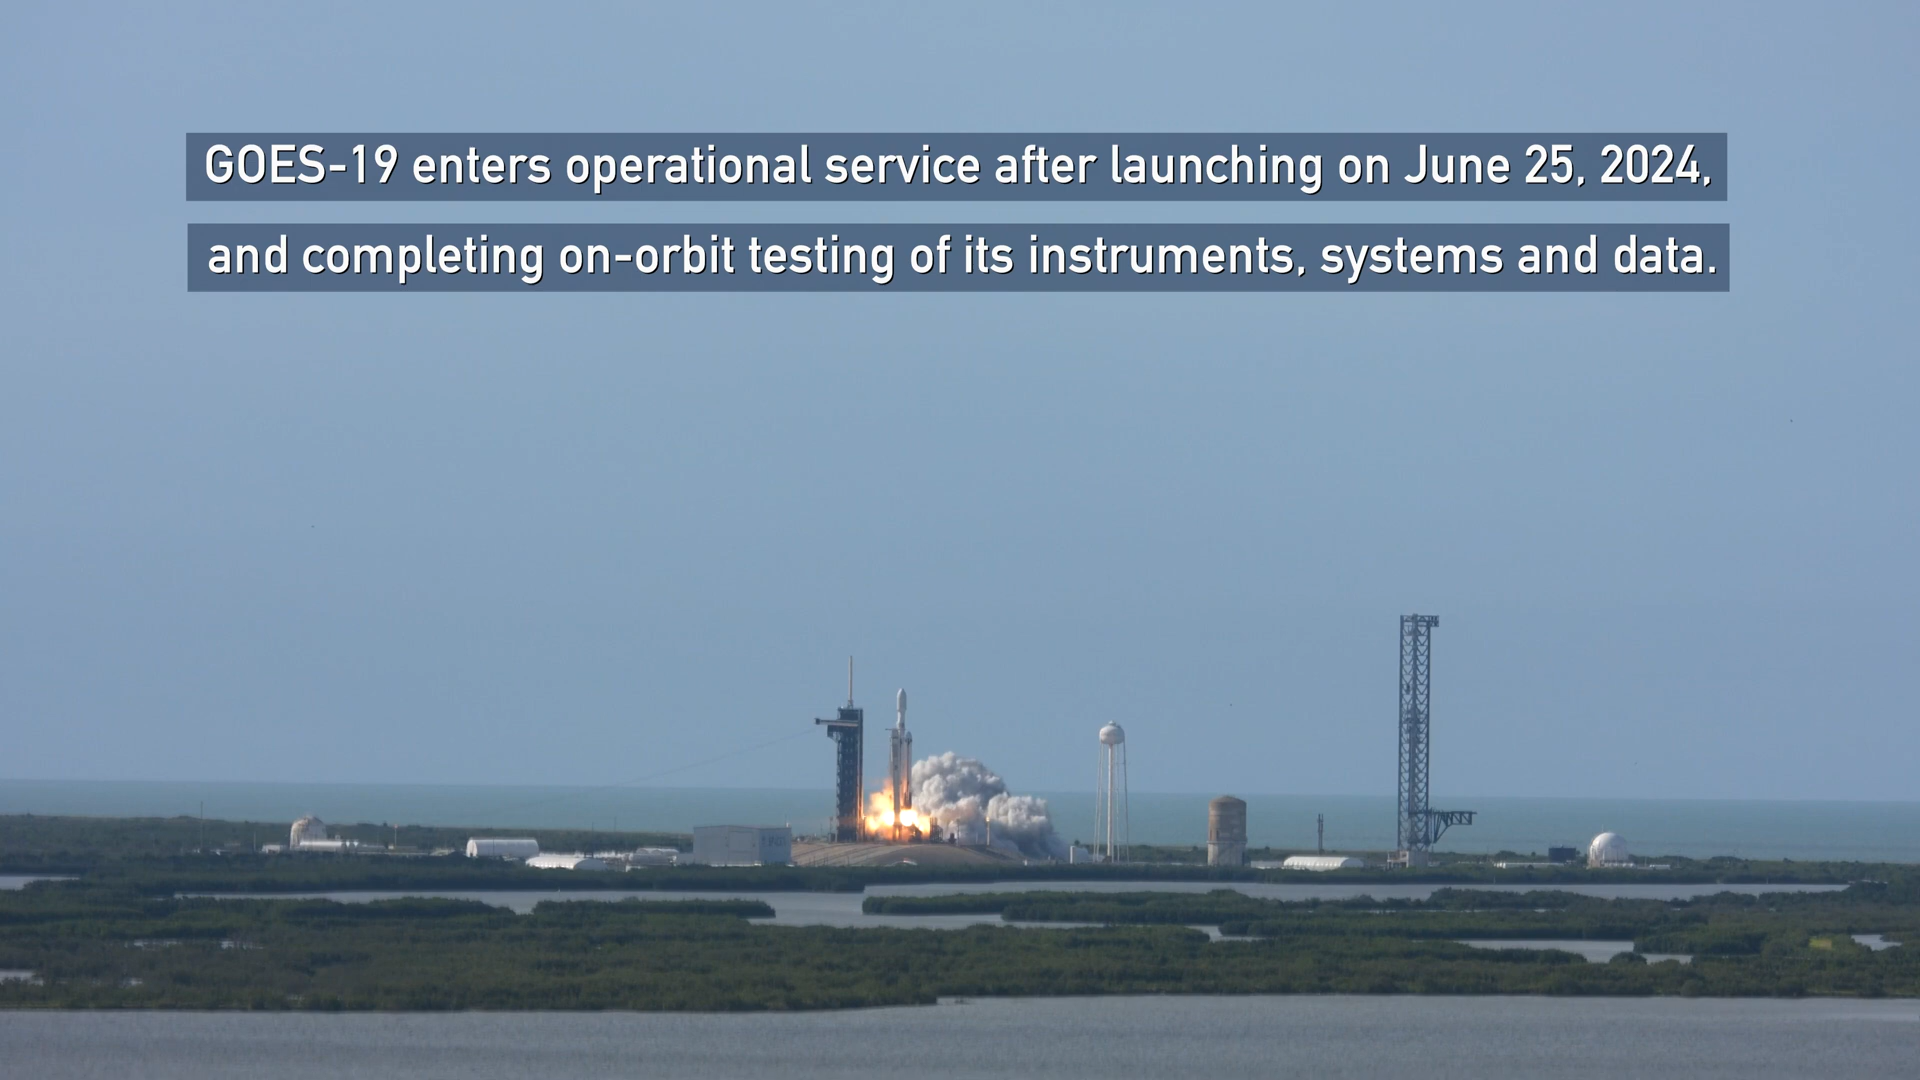 GOES-19 enters operational service after launching on June 25, 2024,
and completing on-orbit testing of its instruments, systems and data.